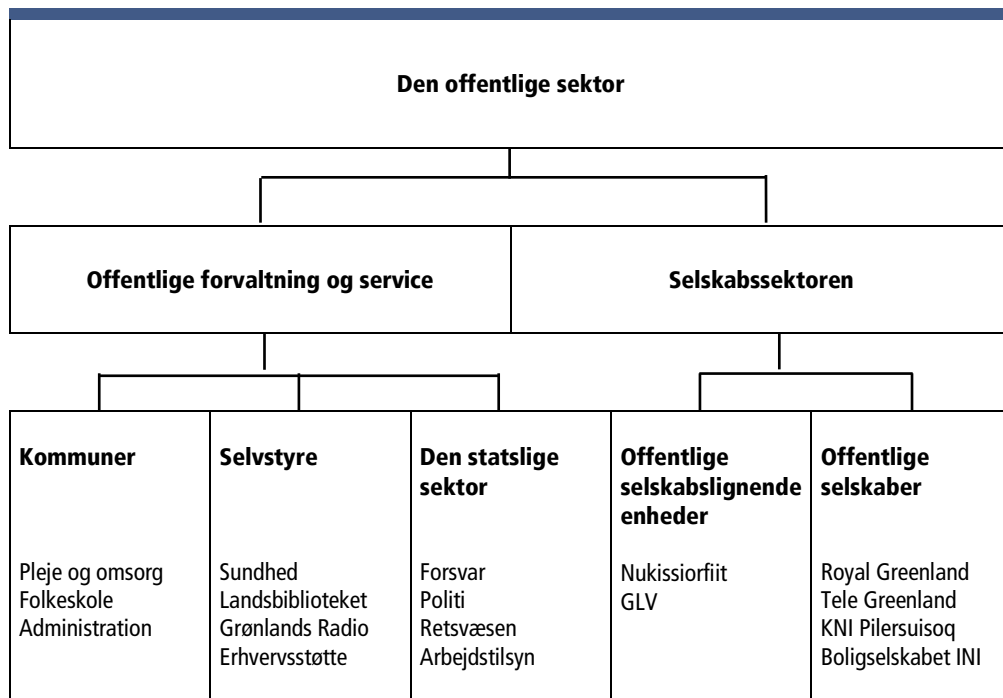 Den offentlige sektor
Offentlige forvaltning og service
Selskabssektoren
Kommuner
Pleje og omsorg
Folkeskole
Administration
Selvstyre
Sundhed
Landsbiblioteket
Grønlands Radio
Erhvervsstøtte
Den statslige
sektor
Forsvar
Politi
Retsvæsen
Arbejdstilsyn
Offentlige
selskabslignende
enheder
Nukissiorfiit
GLV
Offentlige
selskaber
Royal Greenland
Tele Greenland
KNI Pilersuisoq
Boligselskabet INI